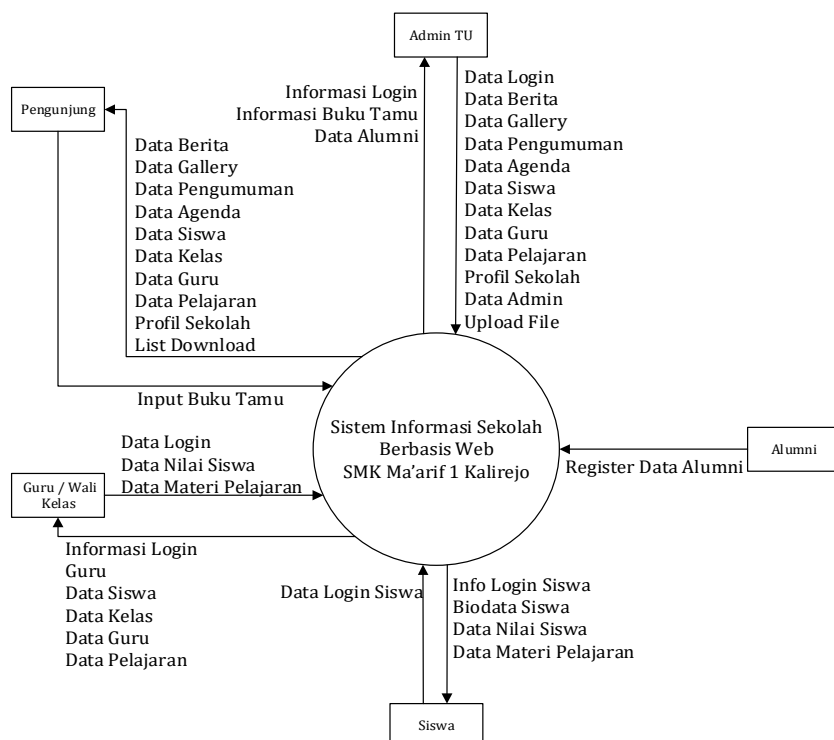 Admin TU
Informasi Login
Informasi Buku Tamu
Data Alumni
Data Login
Data Berita
Data Gallery
Data Pengumuman
Data Agenda
Data Siswa
Data Kelas
Data Guru
Data Pelajaran
Profil Sekolah
Data Admin
Upload File
Pengunjung
Data Berita
Data Gallery
Data Pengumuman
Data Agenda
Data Siswa
Data Kelas
Data Guru
Data Pelajaran
Profil Sekolah
List Download
Input Buku Tamu
Sistem Informasi Sekolah
Berbasis Web
SMK Ma’arif 1 Kalirejo
Alumni
Register Data Alumni
Data Login
Data Nilai Siswa
Data Materi Pelajaran
Guru / Wali
Kelas
Informasi Login
Guru
Data Siswa
Data Kelas
Data Guru
Data Pelajaran
Data Login Siswa
Info Login Siswa
Biodata Siswa
Data Nilai Siswa
Data Materi Pelajaran
Siswa